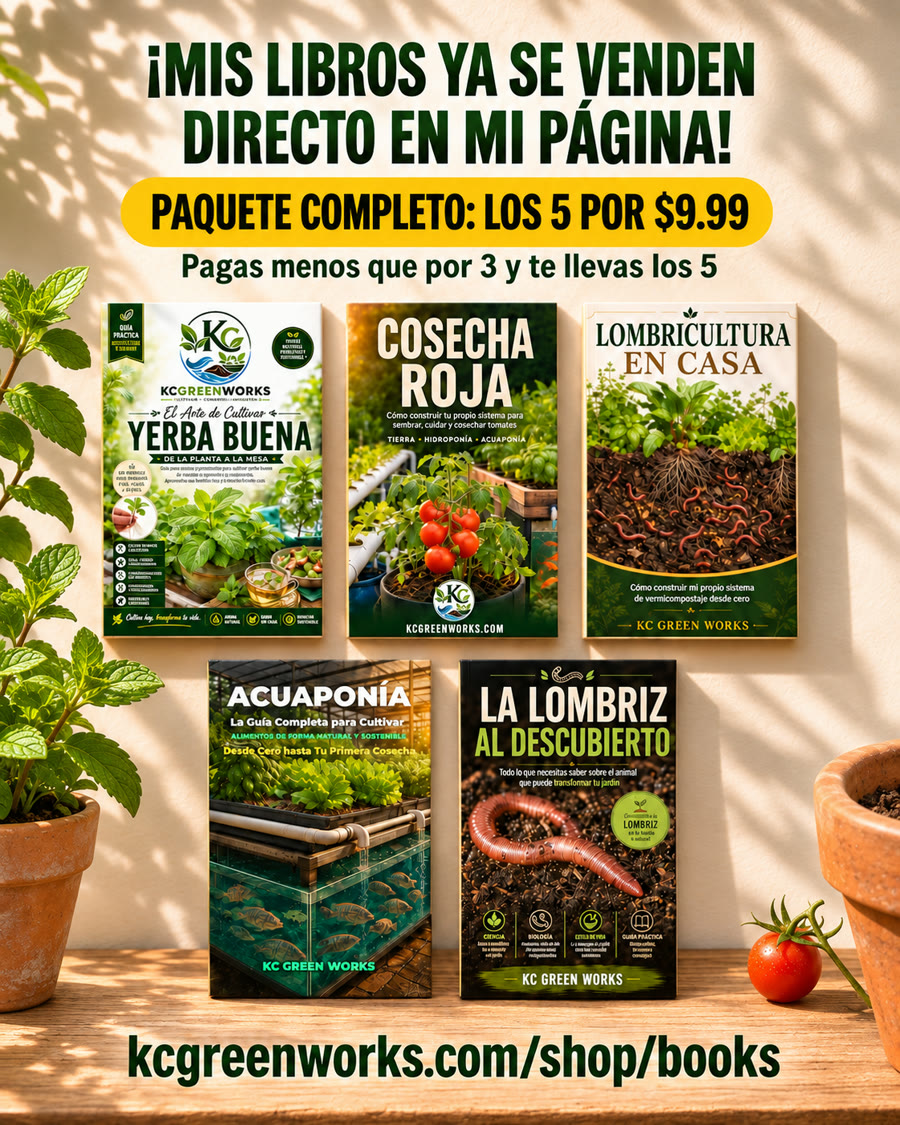 ¡MIS LIBROS YA SE VENDEN
DIRECTO EN MI PÁGINA!
PAQUETE COMPLETO: LOS 5 POR $9.99
Pagas menos que por 3 y te llevas los 5
GUÍA
PRÁCTICA
KC
KCGREENWORKS
El Arte de Cultivar
YERBA BUENA
DE LA PLANTA A LA MESA
Cultiva hoy, transforma tu vida.
COSECHA
ROJA
Cómo construir tu propio sistema para
sembrar, cuidar y cosechar tomates
TIERRA • HIDROPONÍA • ACUAPONÍA
KC
KCGREENWORKS.COM
LOMBRICULTURA
EN CASA
Cómo construir mi propio sistema
de vermicompostaje desde cero
KC GREEN WORKS
ACUAPONÍA
La Guía Completa para Cultivar
ALIMENTOS DE FORMA NATURAL Y SOSTENIBLE
Desde Cero hasta Tu Primera Cosecha
KC GREEN WORKS
LA LOMBRIZ
AL DESCUBIERTO
Todo lo que necesitas saber sobre el animal
que puede transformar tu jardín
LOMBRIZ
CIENCIA
BIOLOGÍA
ESTILO DE VIDA
GUÍA PRÁCTICA
KC GREEN WORKS
kcgreenworks.com/shop/books